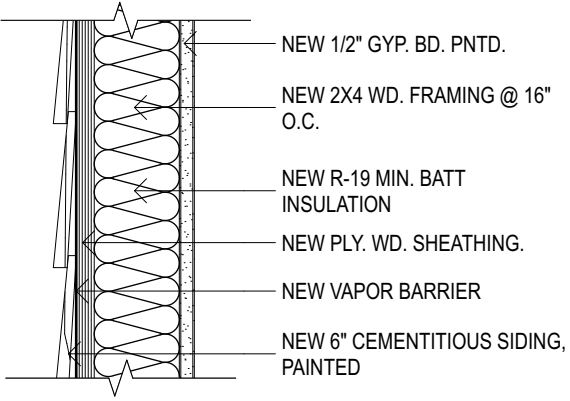 NEW 1/2" GYP. BD. PNTD.
NEW 2X4 WD. FRAMING @ 16"
O.C.
NEW R-19 MIN. BATT
INSULATION
NEW PLY. WD. SHEATHING.
NEW VAPOR BARRIER
NEW 6" CEMENTITIOUS SIDING,
PAINTED